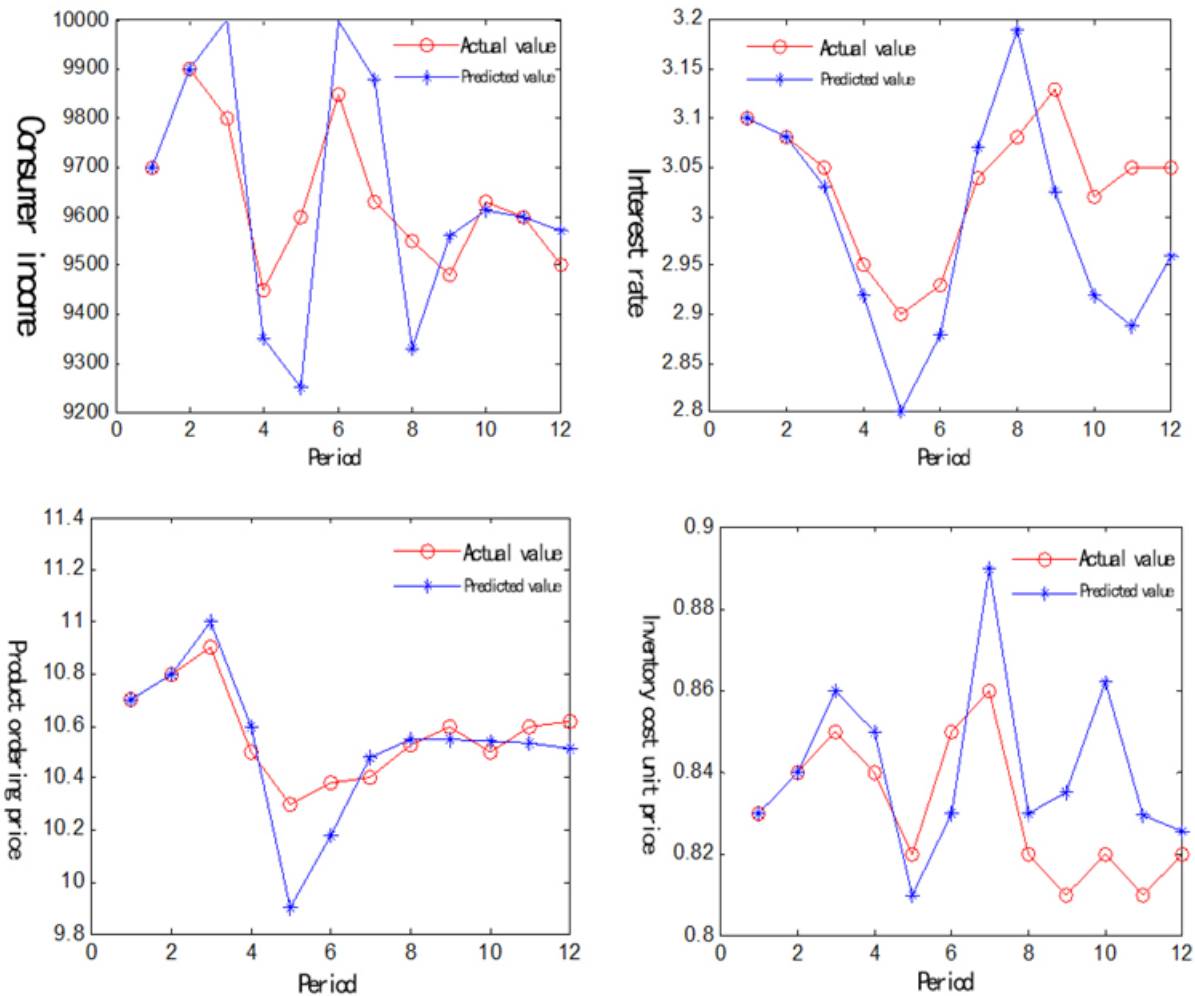 10000
9900
9800
9700
9600
9500
9400
9300
9200
0 2 4 6 8 10 12
Consumer income
Period
Actual value
Predicted value
3.2
3.15
3.1
3.05
3
2.95
2.9
2.85
2.8
0 2 4 6 8 10 12
Interest rate
Period
Actual value
Predicted value
11.4
11.2
11
10.8
10.6
10.4
10.2
10
9.8
0 2 4 6 8 10 12
Product ordering price
Period
Actual value
Predicted value
0.9
0.88
0.86
0.84
0.82
0.8
0 2 4 6 8 10 12
Inventory cost unit price
Period
Actual value
Predicted value